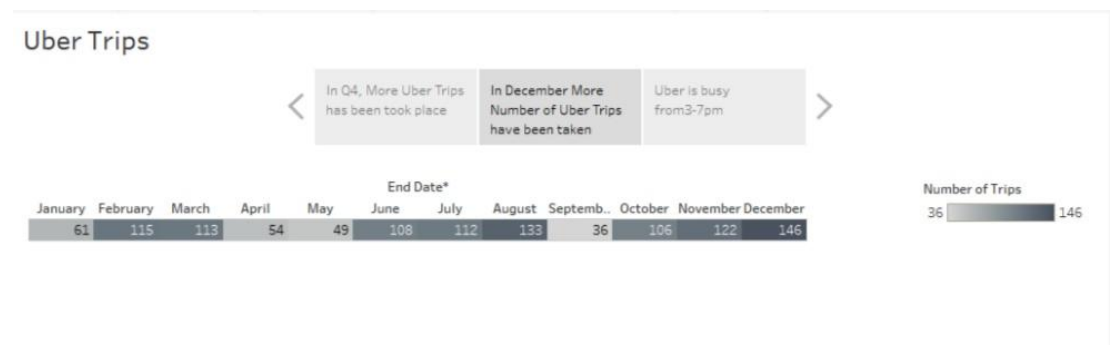 Uber Trips
In Q4, More Uber Trips
has been took place
In December More
Number of Uber Trips
have been taken
Uber is busy
from3-7pm
End Date*
January February March April May June July August Septemb.. October November December
61 115 113 54 49 108 112 133 36 106 122 146
Number of Trips
36 146